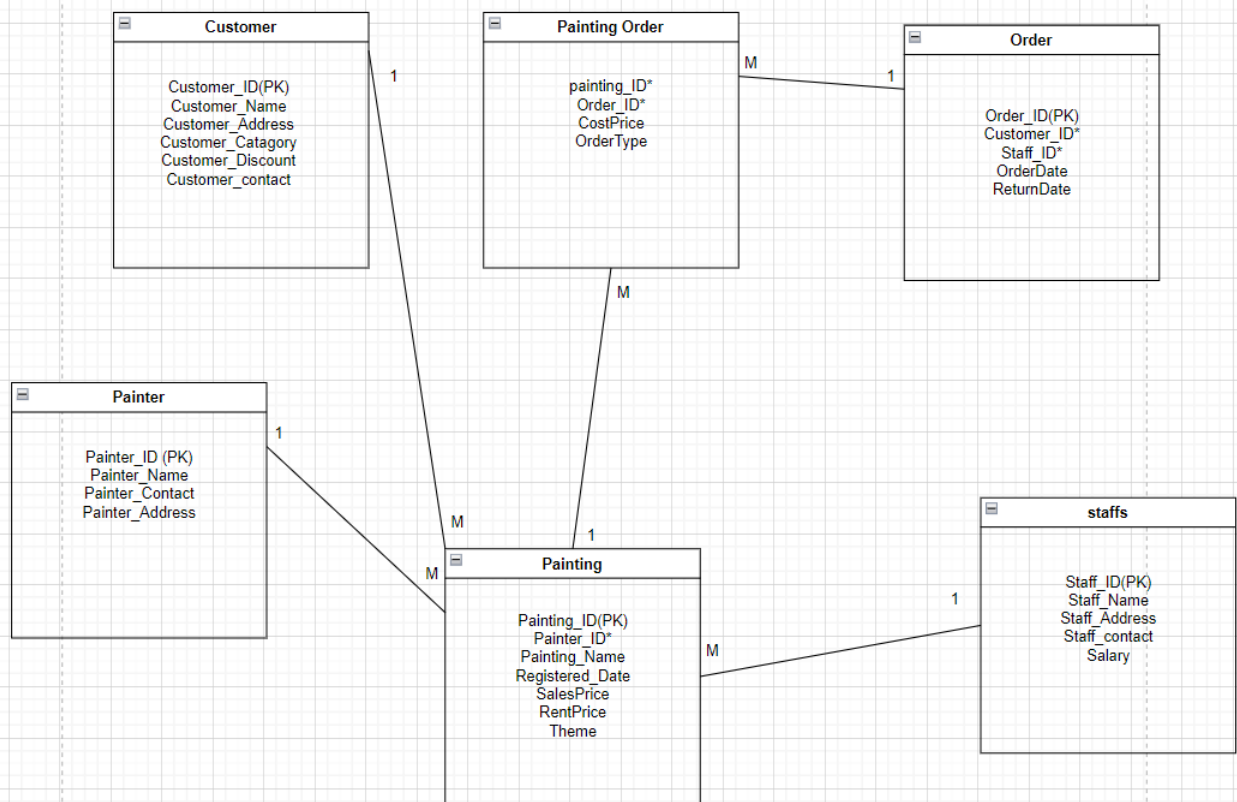 Customer
Customer_ID(PK)
Customer_Name
Customer_Address
Customer_Catagory
Customer_Discount
Customer_contact
1
Painting Order
painting_ID*
Order_ID*
CostPrice
OrderType
M
1
Order
Order_ID(PK)
Customer_ID*
Staff_ID*
OrderDate
ReturnDate
M
Painter
Painter_ID (PK)
Painter_Name
Painter_Contact
Painter_Address
1
M
M
1
Painting
Painting_ID(PK)
Painter_ID*
Painting_Name
Registered_Date
SalesPrice
RentPrice
Theme
M
1
staffs
Staff_ID(PK)
Staff_Name
Staff_Address
Staff_contact
Salary